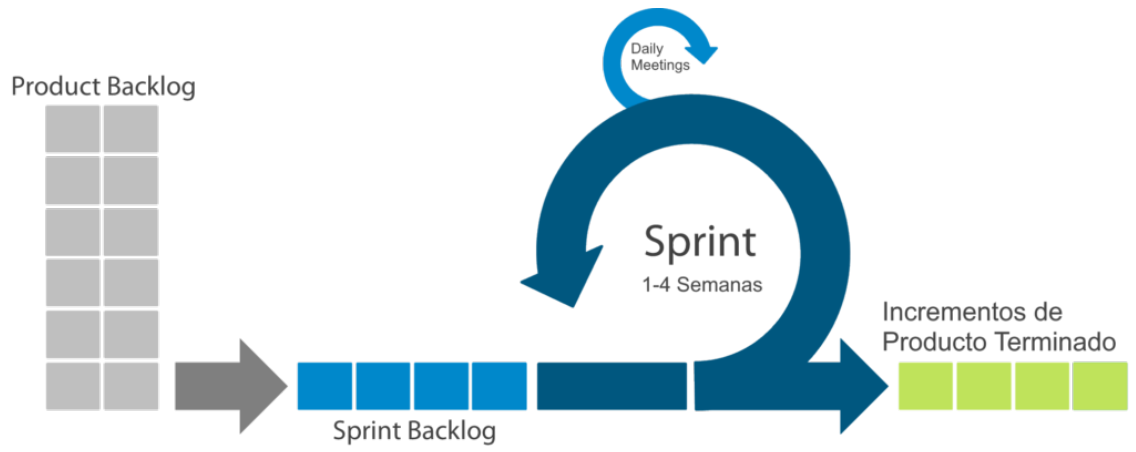 Product Backlog
Daily
Meetings
Sprint
1-4 Semanas
Incrementos de
Producto Terminado
Sprint Backlog